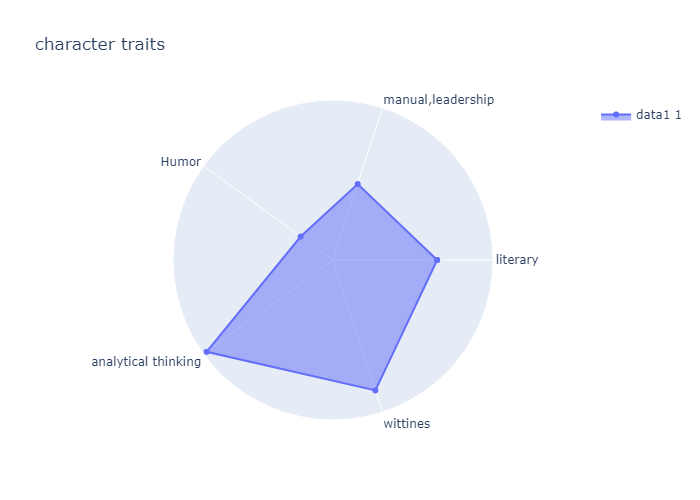 character traits
manual,leadership
data1 1
Humor
literary
analytical thinking
wittines